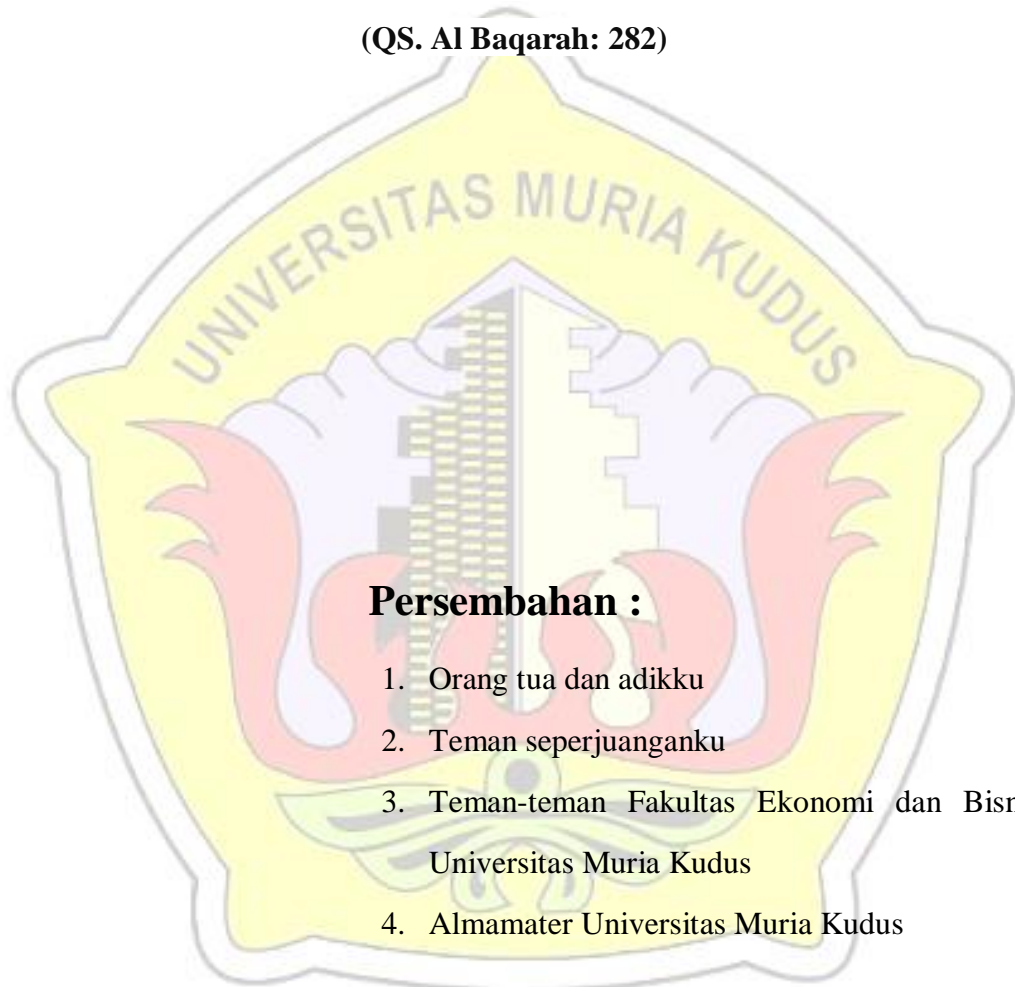 (QS. Al Baqarah: 282)
UNIVERSITAS MURIA KUDUS
Persembahan :
1. Orang tua dan adikku
2. Teman seperjuanganku
3. Teman-teman Fakultas Ekonomi dan Bisn
Universitas Muria Kudus
4. Almamater Universitas Muria Kudus